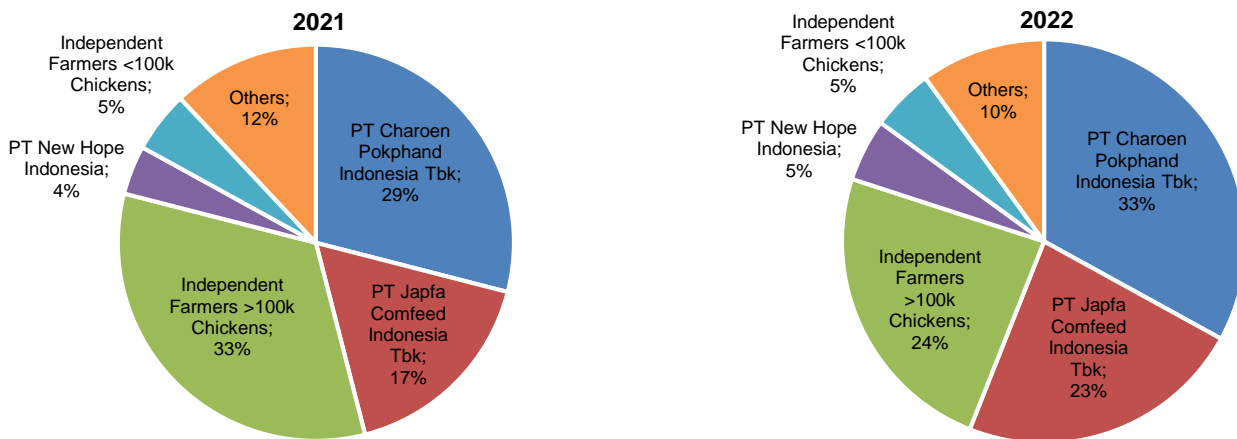 2021
Independent
Farmers <100k
Chickens;
5%
Others;
12%
PT New Hope
Indonesia;
4%
PT Charoen
Pokphand
Indonesia Tbk;
29%
Independent
Farmers >100k
Chickens;
33%
PT Japfa
Comfeed
Indonesia
Tbk;
17%
2022
Independent
Farmers <100k
Chickens;
5%
Others;
10%
PT New Hope
Indonesia;
5%
PT Charoen
Pokphand
Indonesia Tbk;
33%
Independent
Farmers
>100k
Chickens;
24%
PT Japfa
Comfeed
Indonesia
Tbk;
23%